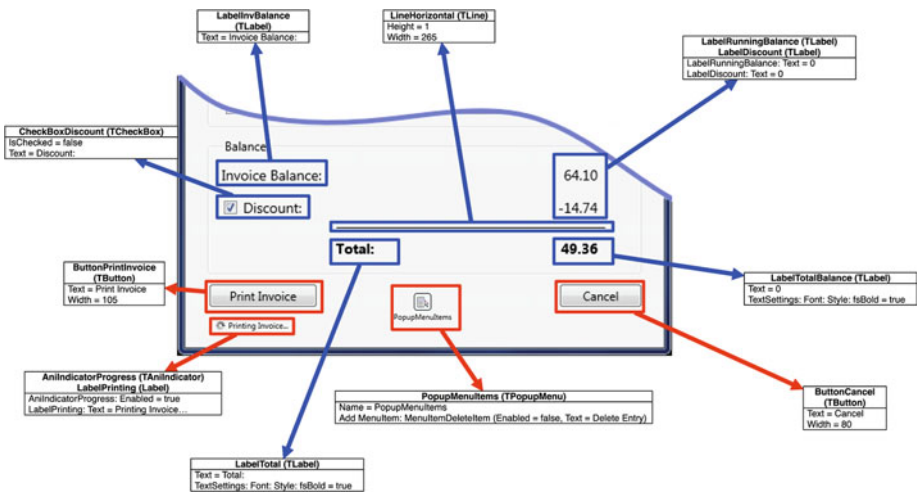 LabelInvBalance
(TLabel)
Text = Invoice Balance:
LineHorizontal (TLine)
Height = 1
Width = 265
LabelRunningBalance (TLabel)
LabelDiscount (TLabel)
LabelRunningBalance: Text = 0
LabelDiscount: Text = 0
CheckBoxDiscount (TCheckBox)
IsChecked = false
Text = Discount:
Balance
Invoice Balance:
64.10
Discount:
-14.74
Total:
49.36
ButtonPrintInvoice
(TButton)
Text = Print Invoice
Width = 105
LabelTotalBalance (TLabel)
Text = 0
TextSettings: Font: Style: fsBold = true
Print Invoice
PopupMenuItems
Cancel
Printing Invoice...
AniIndicatorProgress (TAniIndicator)
LabelPrinting (Label)
AniIndicatorProgress: Enabled = true
LabelPrinting: Text = Printing Invoice…
PopupMenuItems (TPopupMenu)
Name = PopupMenuItems
Add MenuItem: MenuItemDeleteItem (Enabled = false, Text = Delete Entry)
ButtonCancel
(TButton)
Text = Cancel
Width = 80
LabelTotal (TLabel)
Text = Total:
TextSettings: Font: Style: fsBold = true